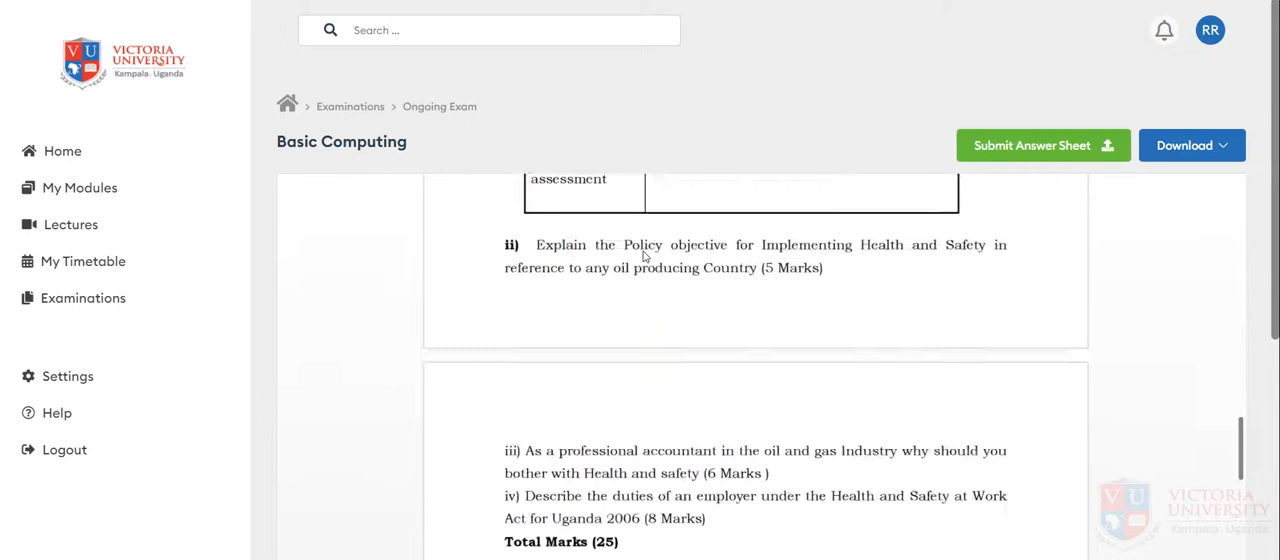 Search ...
RR
V U
VICTORIA
UNIVERSITY
Kampala . Uganda
Examinations > Ongoing Exam
Home
My Modules
Lectures
My Timetable
Examinations
Settings
Help
Logout
Basic Computing
Submit Answer Sheet
Download
assessment
ii) Explain the Policy objective for Implementing Health and Safety in
reference to any oil producing Country (5 Marks)
iii) As a professional accountant in the oil and gas Industry why should you
bother with Health and safety (6 Marks )
iv) Describe the duties of an employer under the Health and Safety at Work
Act for Uganda 2006 (8 Marks)
Total Marks (25)
V U
VICTORIA
UNIVERSITY
Kampala . Uganda